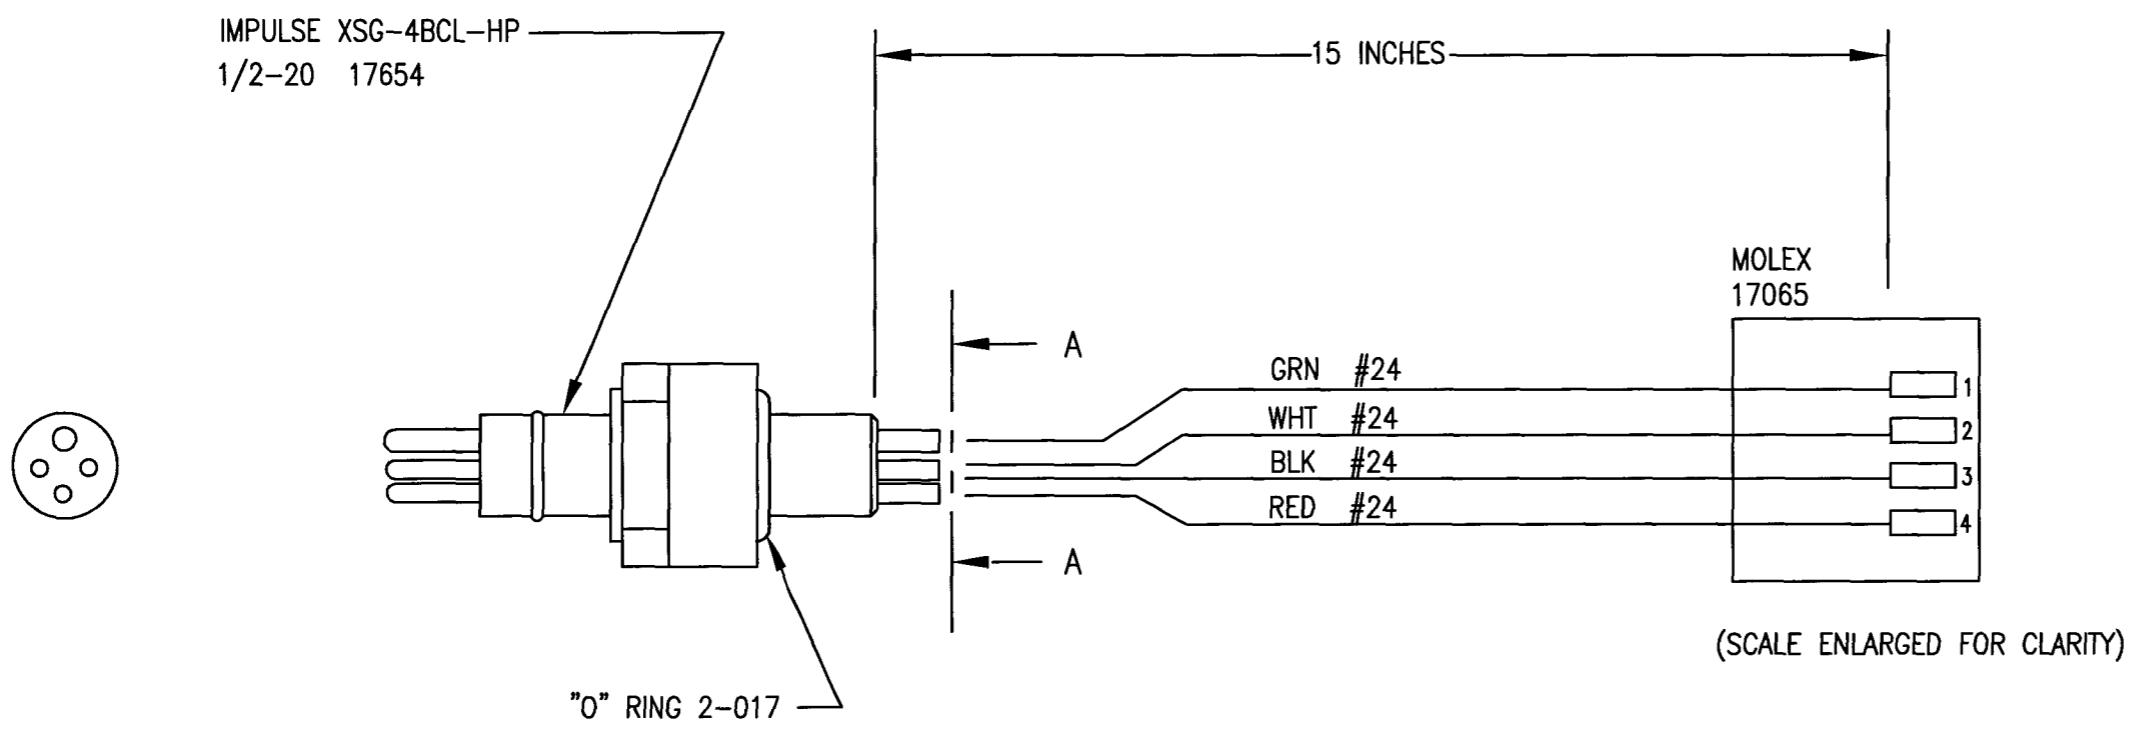 IMPULSE XSG-4BCL-HP
1/2-20 17654
15 INCHES
MOLEX
17065
A
GRN #24
1
WHT #24
2
BLK #24
3
RED #24
4
A
(SCALE ENLARGED FOR CLARITY)
"O" RING 2-017